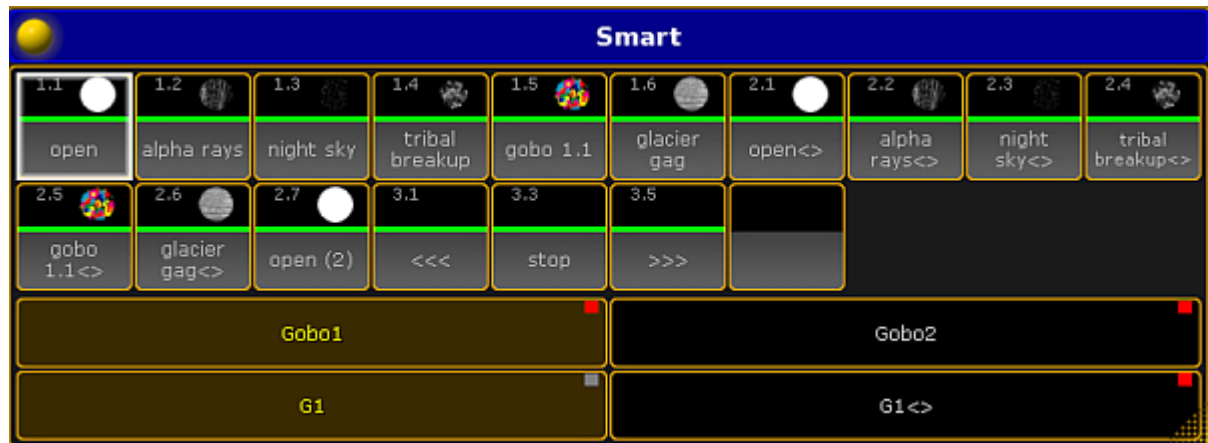 Smart
1.1 1.2 1.3 1.4 1.5 1.6 2.1 2.2 2.3 2.4
open
alpha rays
night sky
tribal
breakup
gobo 1.1
glacier
gag
open<>
alpha
rays<>
night
sky<>
tribal
breakup<>
2.5 2.6 2.7 3.1 3.3 3.5
gobo
1.1<>
glacier
gag<>
open (2)
<<<
stop
>>>
Gobo1
Gobo2
G1
G1<>